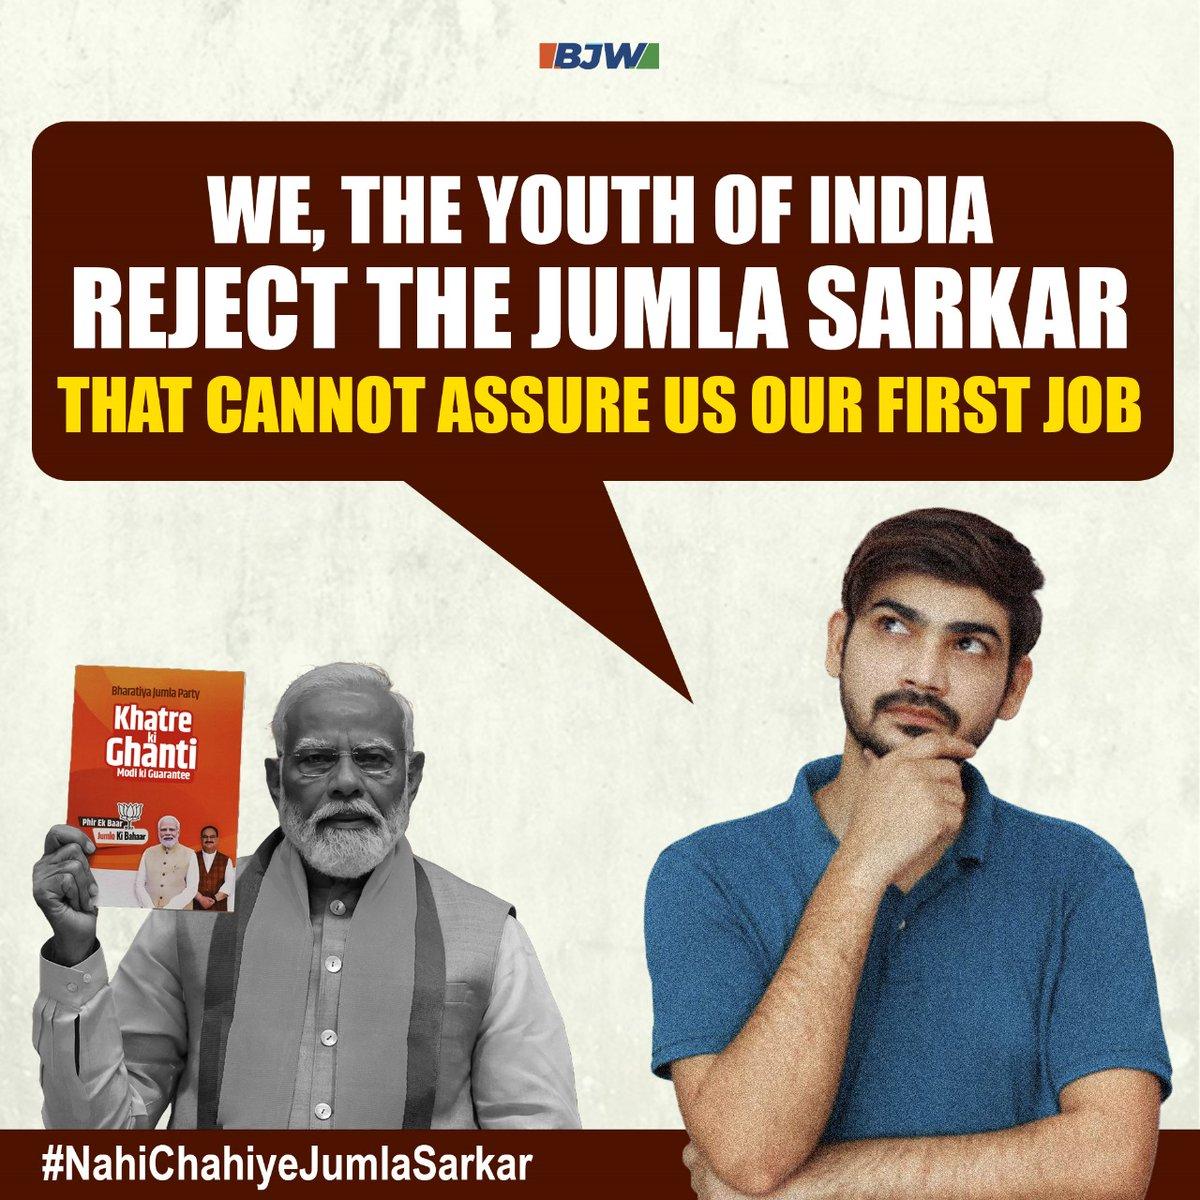 BJW
WE, THE YOUTH OF INDIA
REJECT THE JUMLA SARKAR
THAT CANNOT ASSURE US OUR FIRST JOB
Bharatiya Jumla Party
Khatre
ki
Ghanti
Modi ki Guarantee
Phir Ek Baar
Jumlo Ki Bahaar
#NahiChahiyeJumlaSarkar